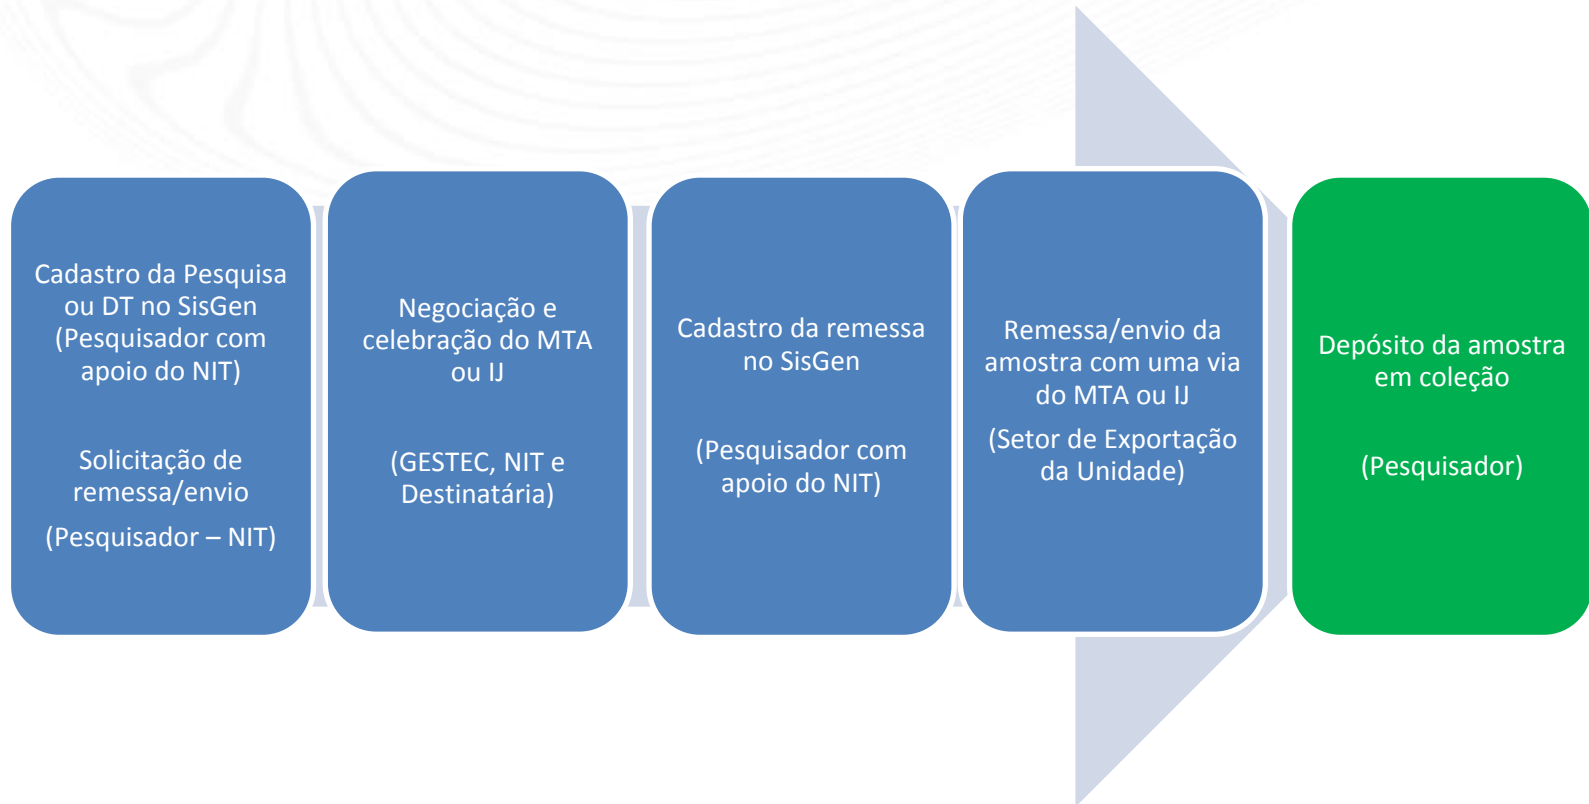 Cadastro da Pesquisa
ou DT no SisGen
(Pesquisador com
apoio do NIT)
Solicitação de
remessa/envio
(Pesquisador – NIT)
Negociação e
celebração do MTA
ou IJ
(GESTEC, NIT e
Destinatária)
Cadastro da remessa
no SisGen
(Pesquisador com
apoio do NIT)
Remessa/envio da
amostra com uma via
do MTA ou IJ
(Setor de Exportação
da Unidade)
Depósito da amostra
em coleção
(Pesquisador)